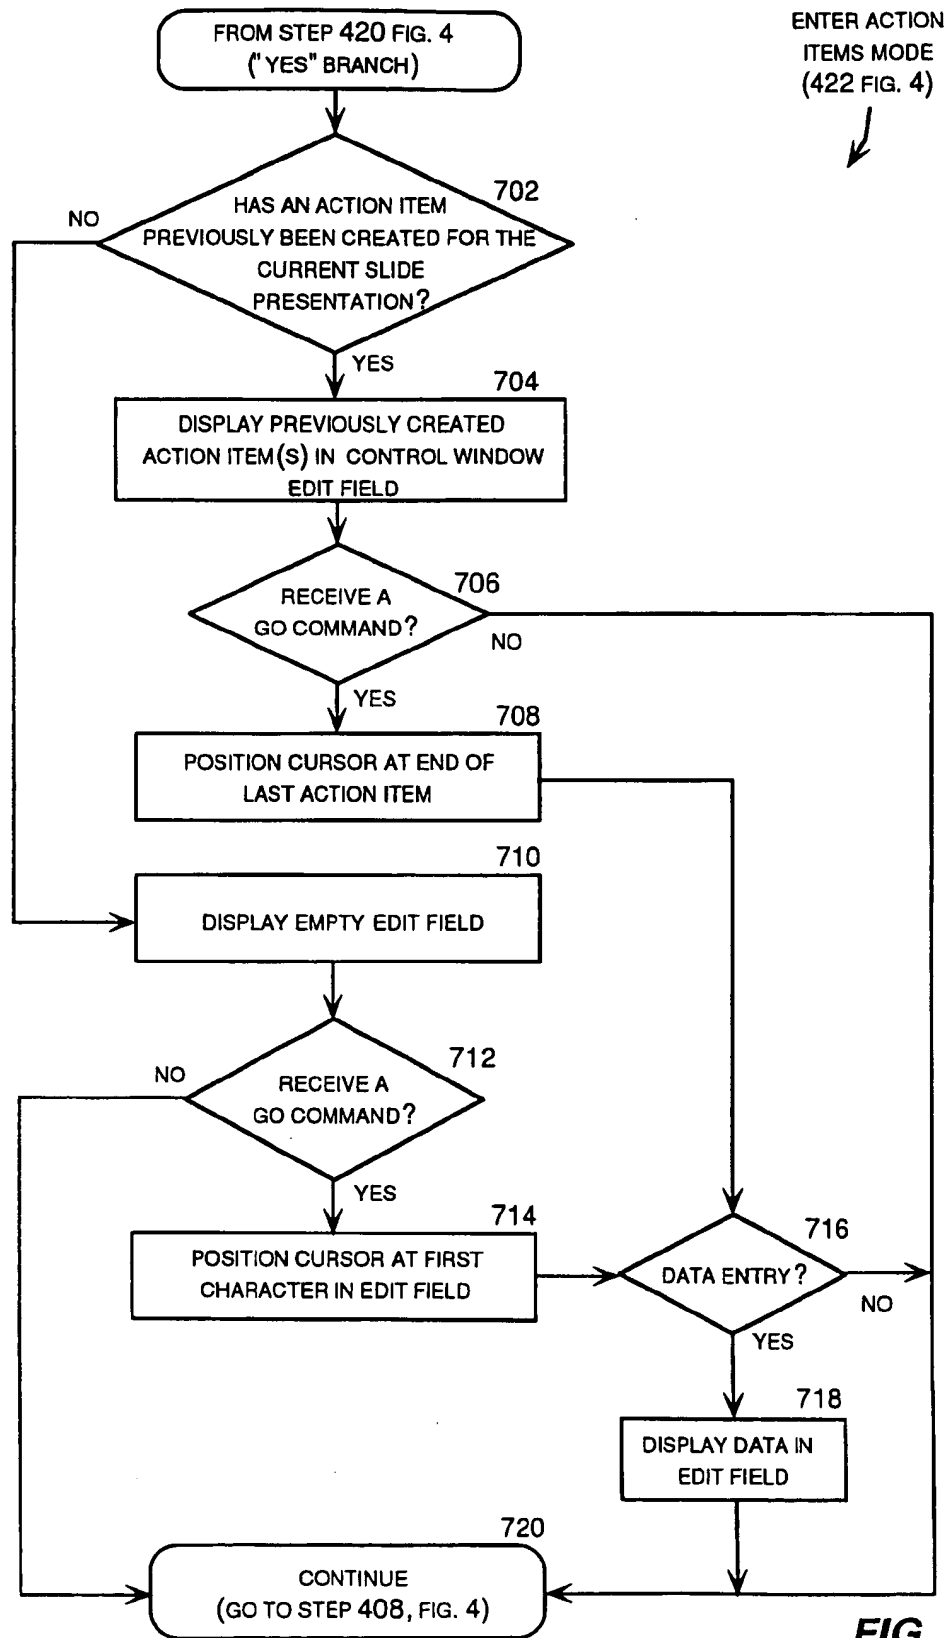 FROM STEP 420 FIG. 4
("YES" BRANCH)
ENTER ACTION
ITEMS MODE
(422 FIG. 4)
702
NO
HAS AN ACTION ITEM
PREVIOUSLY BEEN CREATED FOR THE
CURRENT SLIDE
PRESENTATION?
YES
704
DISPLAY PREVIOUSLY CREATED
ACTION ITEM(S) IN CONTROL WINDOW
EDIT FIELD
706
RECEIVE A
GO COMMAND?
NO
YES
708
POSITION CURSOR AT END OF
LAST ACTION ITEM
710
DISPLAY EMPTY EDIT FIELD
712
NO
RECEIVE A
GO COMMAND?
YES
714
POSITION CURSOR AT FIRST
CHARACTER IN EDIT FIELD
716
DATA ENTRY?
NO
YES
718
DISPLAY DATA IN
EDIT FIELD
720
CONTINUE
(GO TO STEP 408, FIG. 4)
FIG